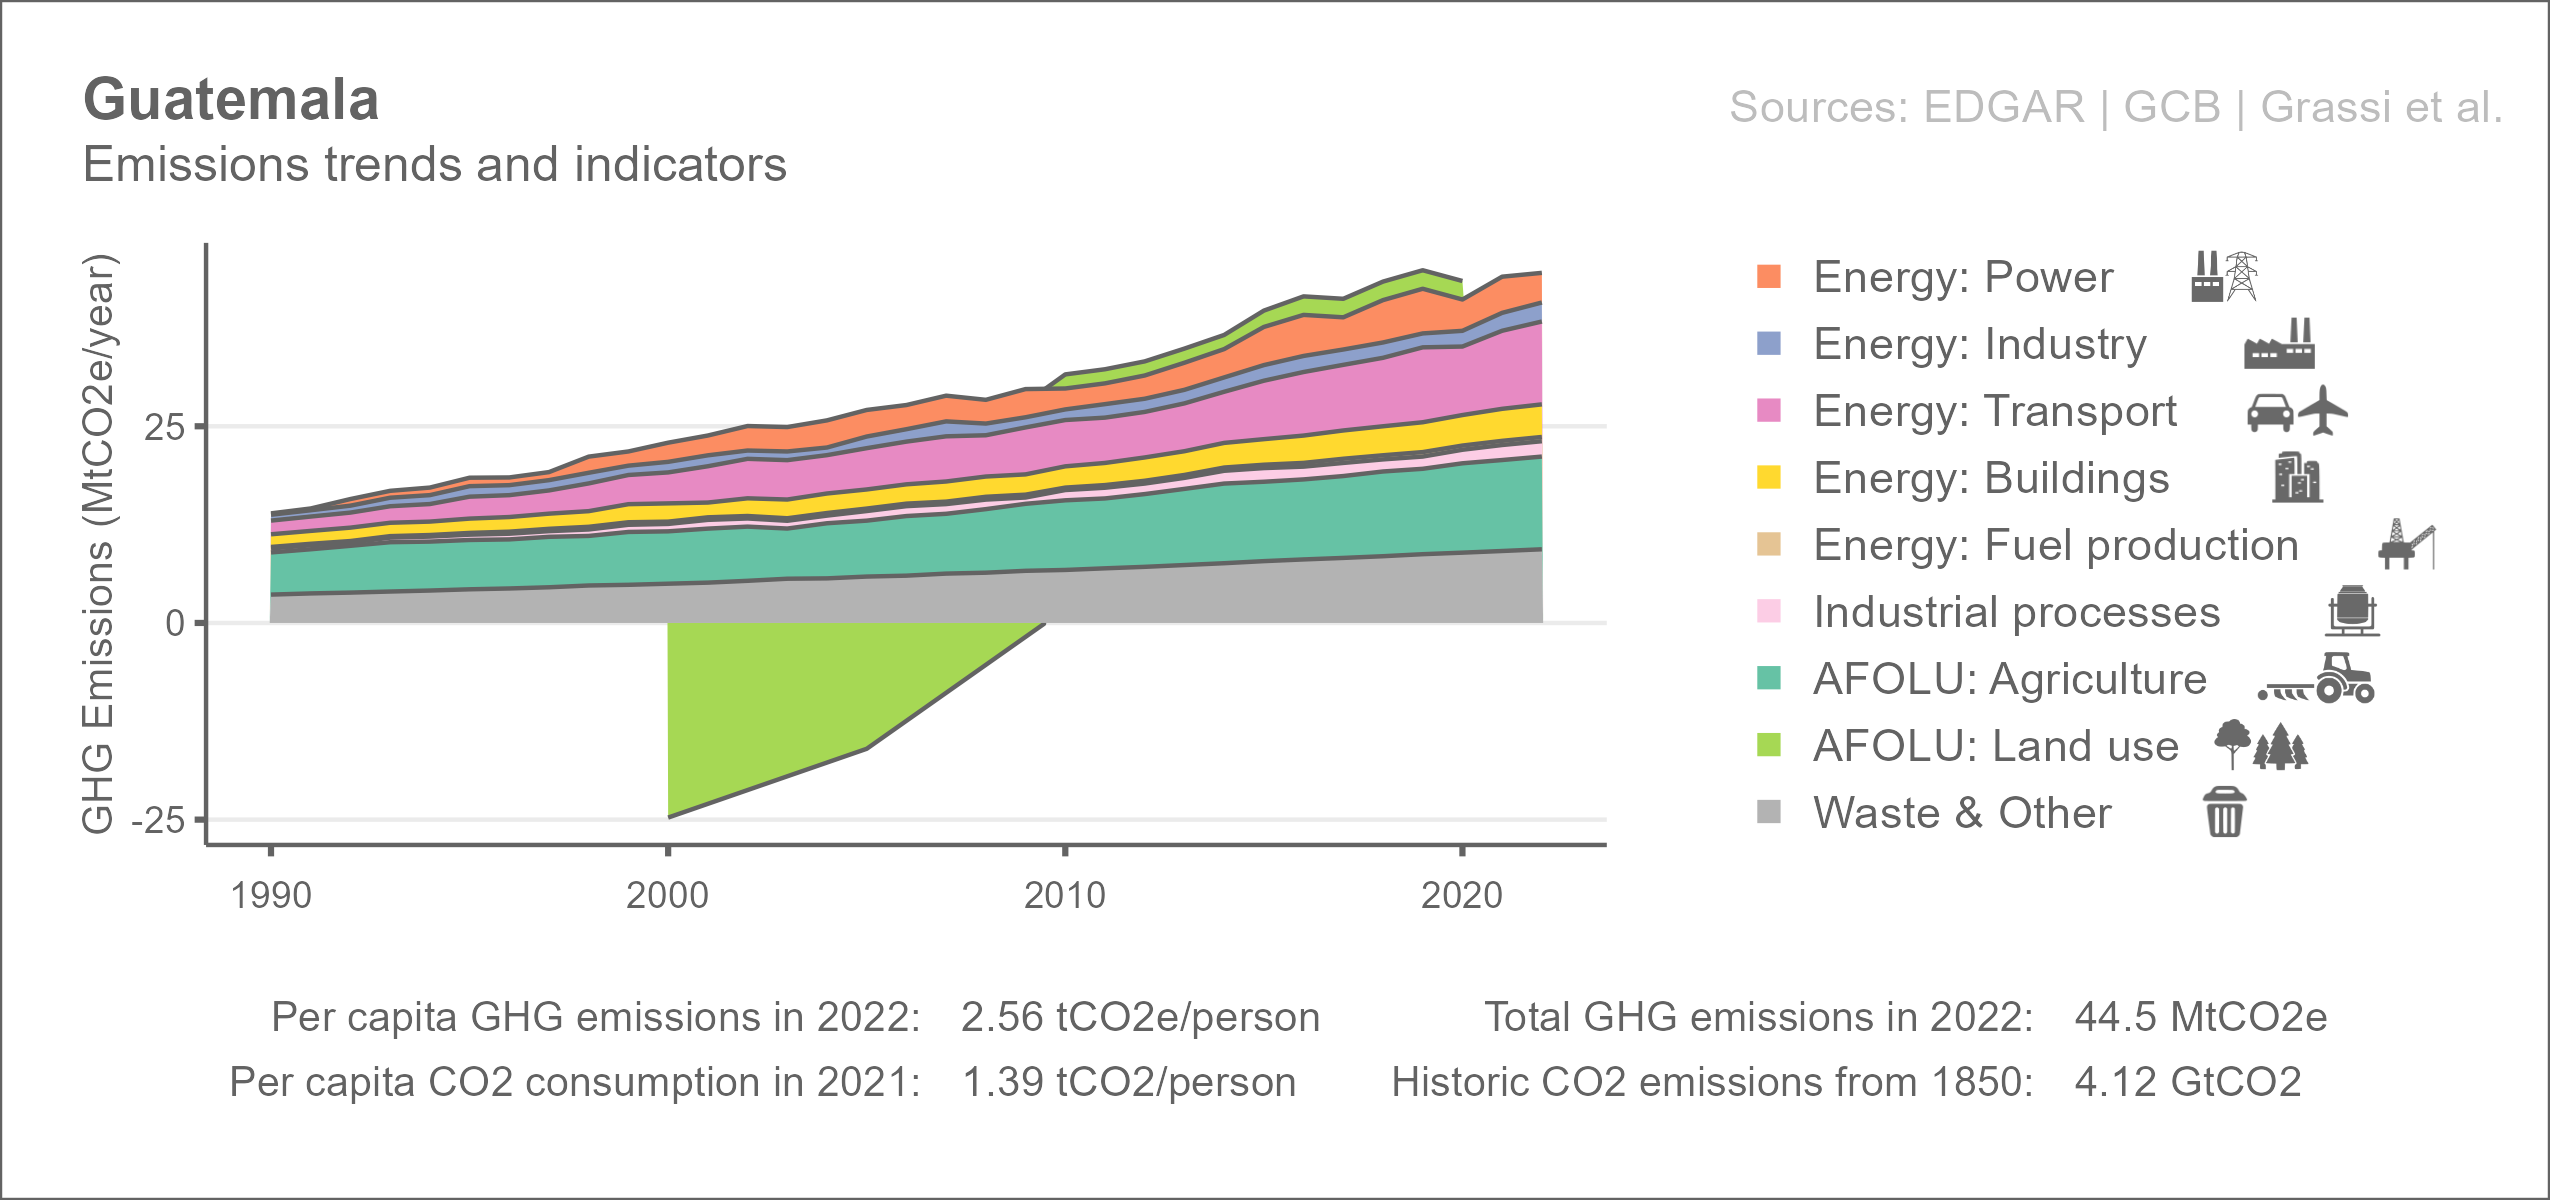 Guatemala
Emissions trends and indicators
Sources: EDGAR | GCB | Grassi et al.
GHG Emissions (MtCO2e/year)
25
0
-25
1990
2000
2010
2020
Energy: Power
Energy: Industry
Energy: Transport
Energy: Buildings
Energy: Fuel production
Industrial processes
AFOLU: Agriculture
AFOLU: Land use
Waste & Other
Per capita GHG emissions in 2022: 2.56 tCO2e/person
Total GHG emissions in 2022: 44.5 MtCO2e
Per capita CO2 consumption in 2021: 1.39 tCO2/person
Historic CO2 emissions from 1850: 4.12 GtCO2